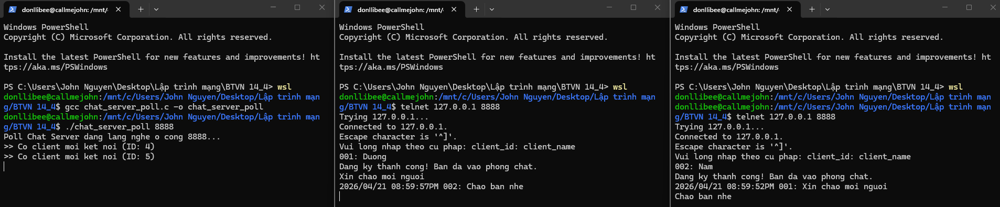 donllibee@callmejohn: /mnt/
Windows PowerShell
Copyright (C) Microsoft Corporation. All rights reserved.
Install the latest PowerShell for new features and improvements! ht
tps://aka.ms/PSWindows
PS C:\Users\John Nguyen\Desktop\Lập trình mạng\BTVN 14_4> wsl
donllibee@callmejohn:/mnt/c/Users/John Nguyen/Desktop/Lập trình mạn
g/BTVN 14_4$ gcc chat_server_poll.c -o chat_server_poll
donllibee@callmejohn:/mnt/c/Users/John Nguyen/Desktop/Lập trình mạn
g/BTVN 14_4$ ./chat_server_poll 8888
Poll Chat Server dang lang nghe o cong 8888...
>> Co client moi ket noi (ID: 4)
>> Co client moi ket noi (ID: 5)
donllibee@callmejohn: /mnt/
Windows PowerShell
Copyright (C) Microsoft Corporation. All rights reserved.
Install the latest PowerShell for new features and improvements! ht
tps://aka.ms/PSWindows
PS C:\Users\John Nguyen\Desktop\Lập trình mạng\BTVN 14_4> wsl
donllibee@callmejohn:/mnt/c/Users/John Nguyen/Desktop/Lập trình mạn
g/BTVN 14_4$ telnet 127.0.0.1 8888
Trying 127.0.0.1...
Connected to 127.0.0.1.
Escape character is '^]'.
Vui long nhap theo cu phap: client_id: client_name
001: Duong
Dang ky thanh cong! Ban da vao phong chat.
Xin chao moi nguoi
2026/04/21 08:59:57PM 002: Chao ban nhe
donllibee@callmejohn: /mnt/
Windows PowerShell
Copyright (C) Microsoft Corporation. All rights reserved.
Install the latest PowerShell for new features and improvements! ht
tps://aka.ms/PSWindows
PS C:\Users\John Nguyen\Desktop\Lập trình mạng\BTVN 14_4> wsl
donllibee@callmejohn:/mnt/c/Users/John Nguyen/Desktop/Lập trình mạn
donllibee@callmejohn:/mnt/c/Users/John Nguyen/Desktop/Lập trình mạn
g/BTVN 14_4$ telnet 127.0.0.1 8888
Trying 127.0.0.1...
Connected to 127.0.0.1.
Escape character is '^]'.
Vui long nhap theo cu phap: client_id: client_name
002: Nam
Dang ky thanh cong! Ban da vao phong chat.
2026/04/21 08:59:52PM 001: Xin chao moi nguoi
Chao ban nhe